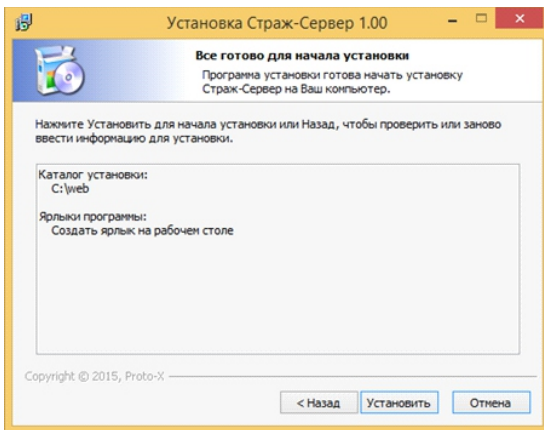 Установка Страж-Сервер 1.00
Все готово для начала установки
Программа установки готова начать установку
Страж-Сервер на Ваш компьютер.
Нажмите Установить для начала установки или Назад, чтобы проверить или заново
ввести информацию для установки.
Каталог установки:
C:\web
Ярлыки программы:
Создать ярлык на рабочем столе
Copyright © 2015, Proto-X
< Назад
Установить
Отмена